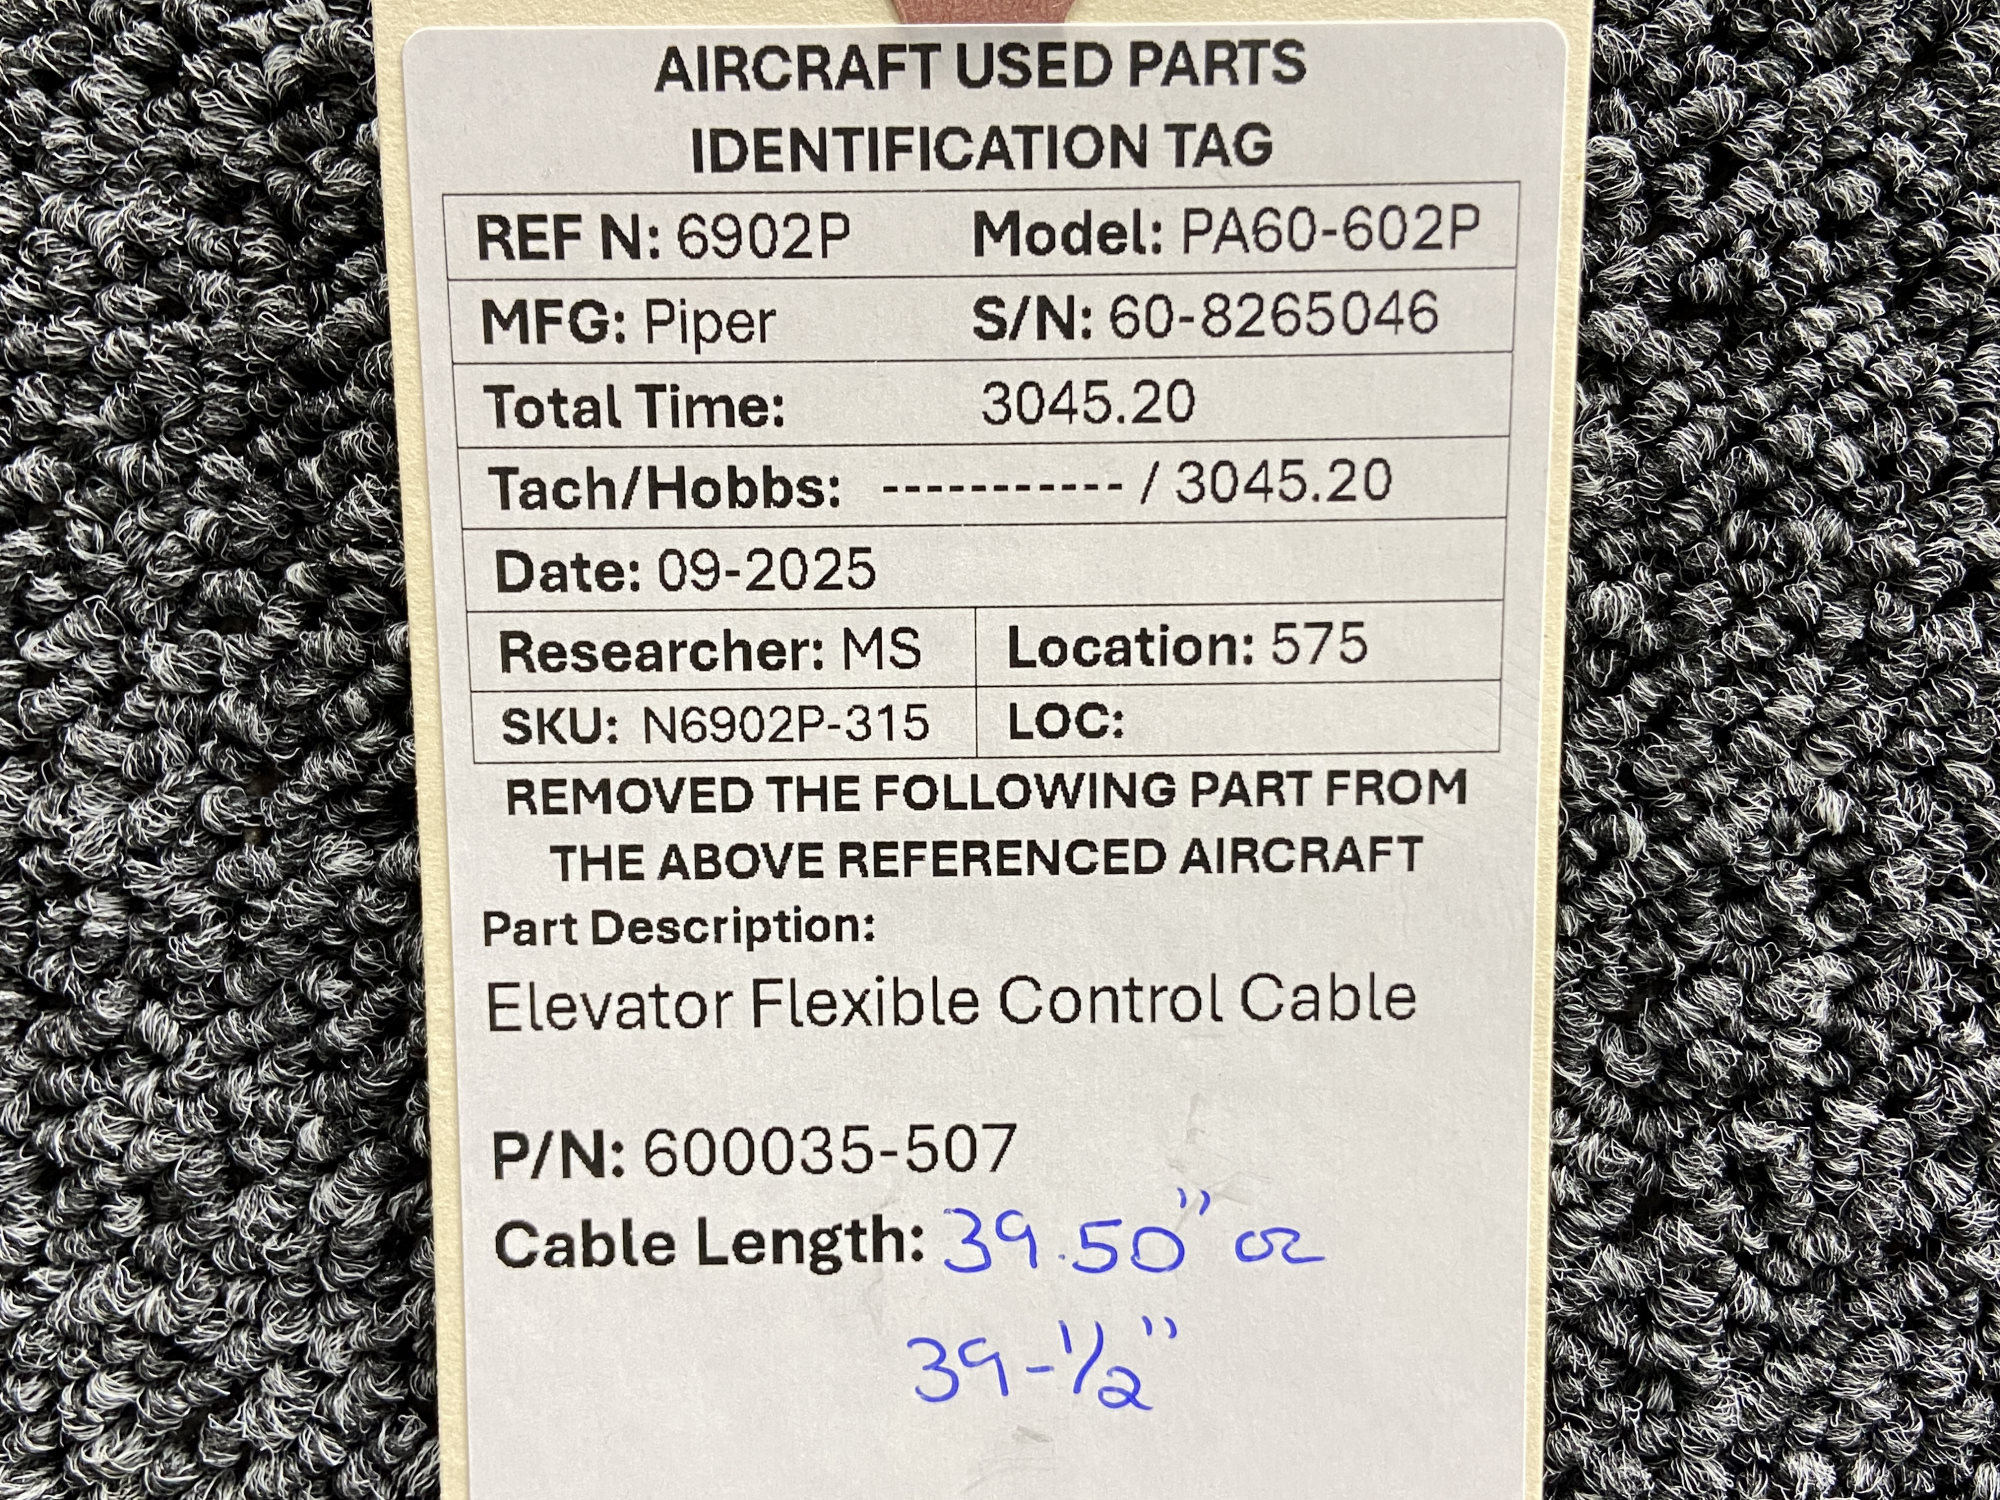 AIRCRAFT USED PARTS
IDENTIFICATION TAG
REF N: 6902P Model: PA60-602P
MFG: Piper S/N: 60-8265046
Total Time: 3045.20
Tach/Hobbs: ----------- / 3045.20
Date: 09-2025
Researcher: MS Location: 575
SKU: N6902P-315 LOC:
REMOVED THE FOLLOWING PART FROM
THE ABOVE REFERENCED AIRCRAFT
Part Description:
Elevator Flexible Control Cable
P/N: 600035-507
Cable Length: 39.50" or
39-1/2"